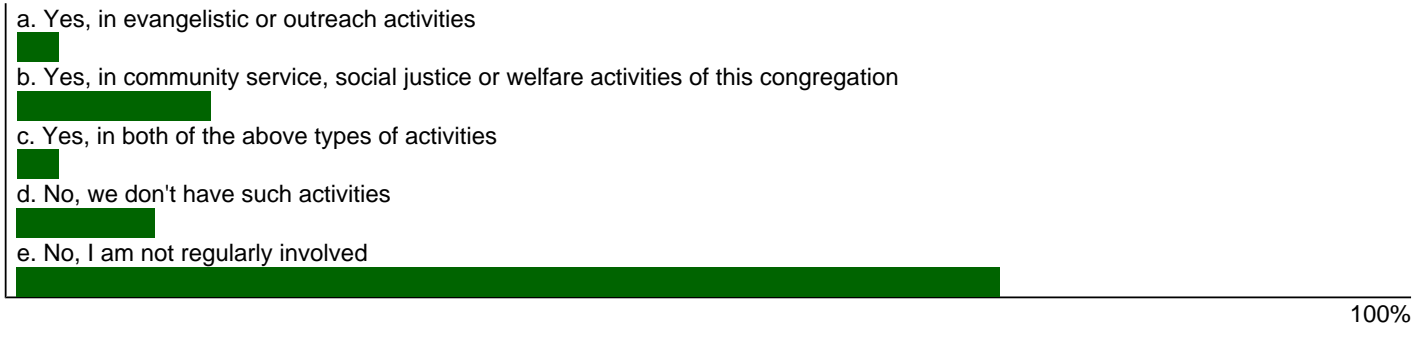 a. Yes, in evangelistic or outreach activities
b. Yes, in community service, social justice or welfare activities of this congregation
c. Yes, in both of the above types of activities
d. No, we don't have such activities
e. No, I am not regularly involved
100%